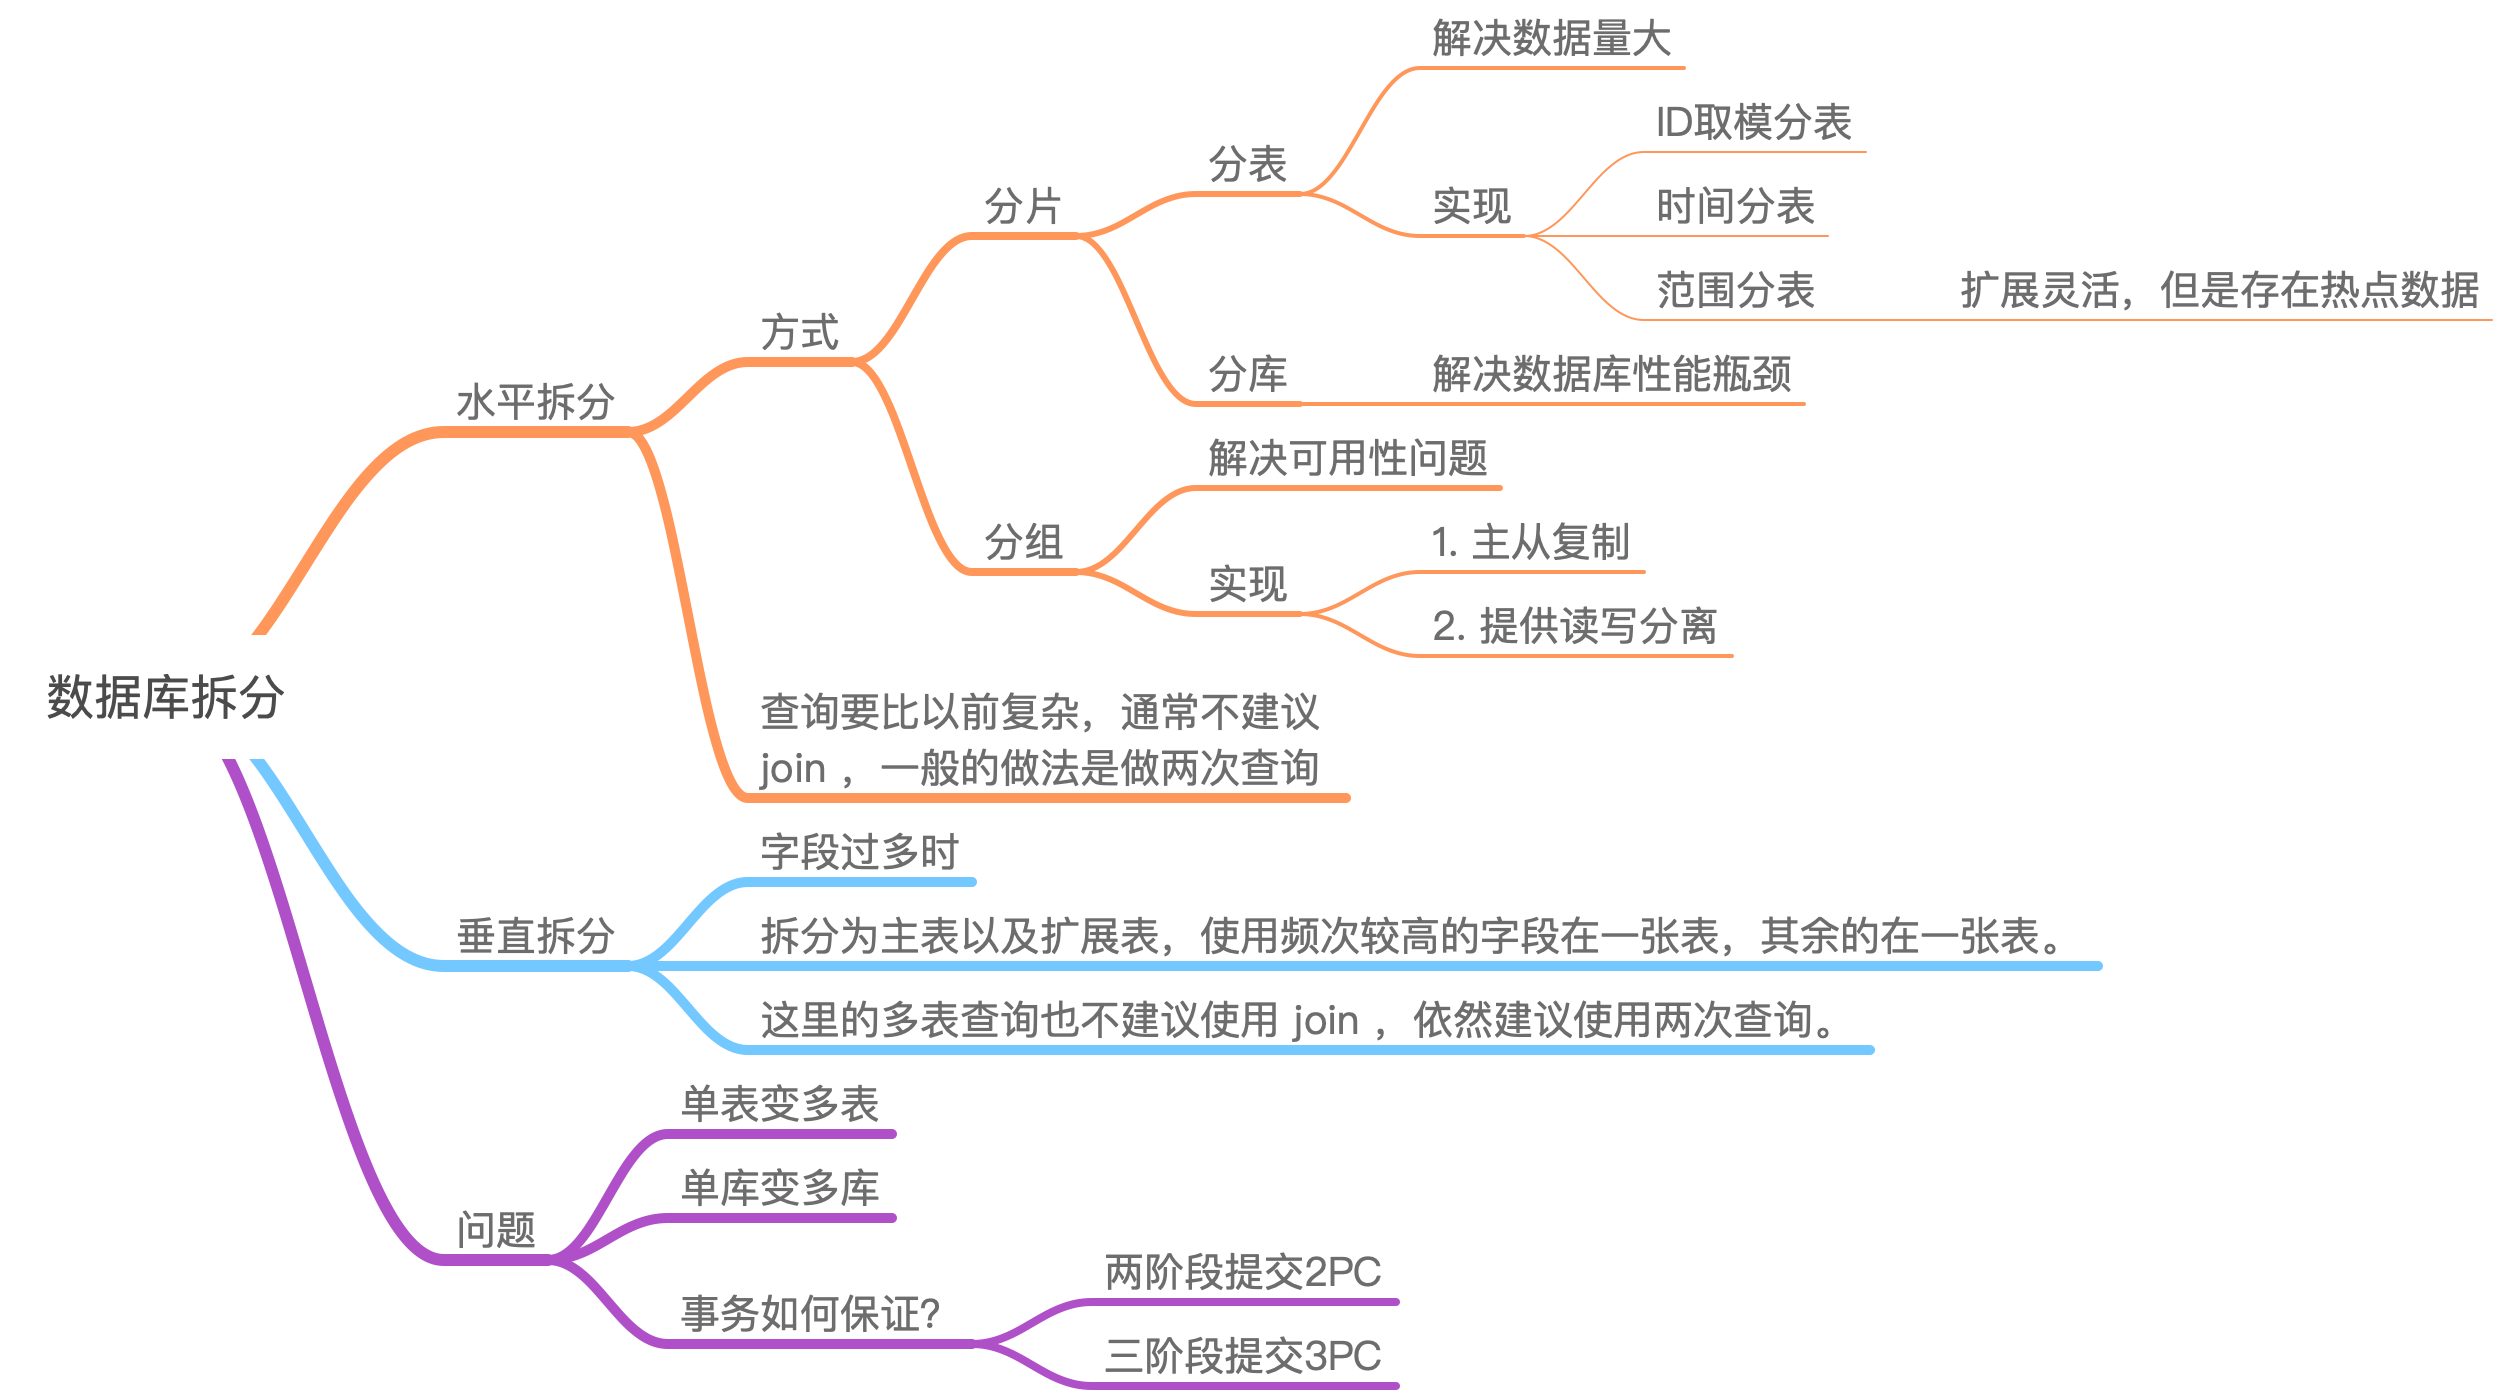 数据库拆分
水平拆分
方式
分片
分表
解决数据量大
实现
ID取模分表
时间分表
范围分表
扩展灵活，但是存在热点数据
分库
解决数据库性能瓶颈
分组
解决可用性问题
实现
1. 主从复制
2. 提供读写分离
查询变比较复杂，通常不建议
join ，一般的做法是做两次查询
垂直拆分
字段过多时
拆分为主表以及扩展表，使用频次较高的字段在一张表，其余的在一张表。
这里的多表查询也不建议使用 join ，依然建议使用两次查询。
问题
单表变多表
单库变多库
事务如何保证?
两阶段提交2PC
三阶段提交3PC